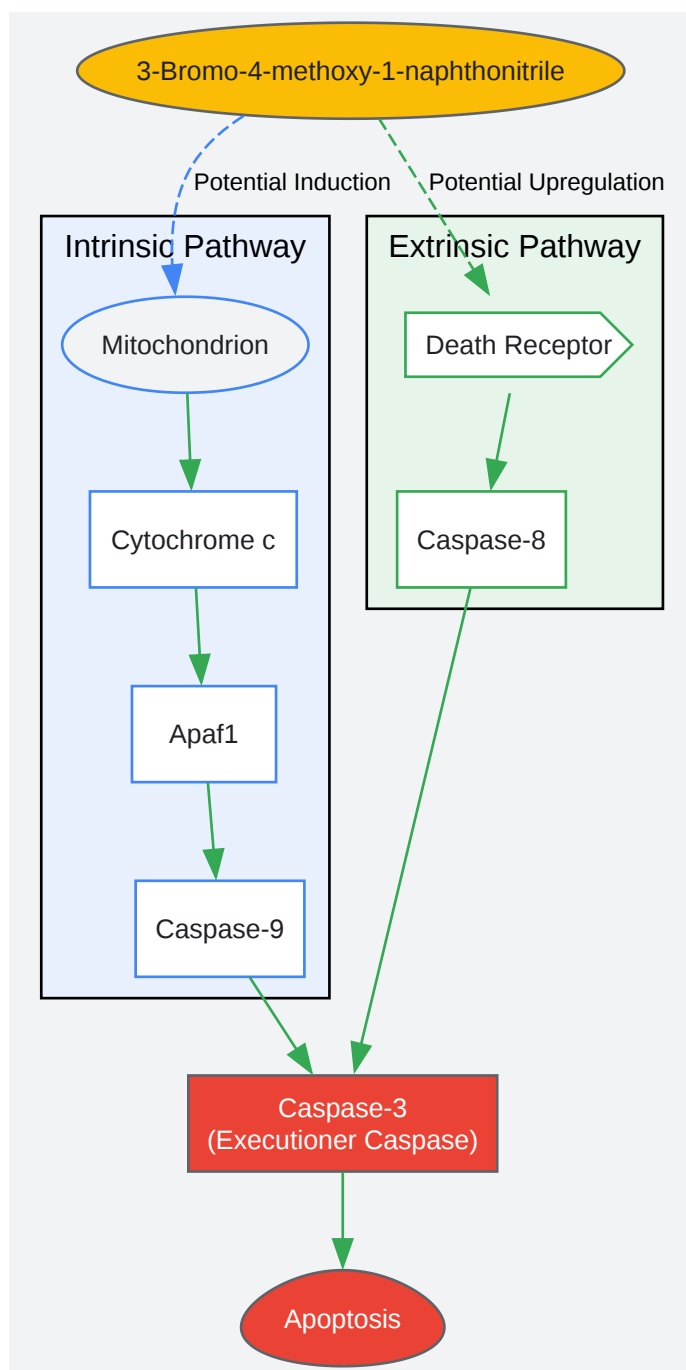 3-Bromo-4-methoxy-1-naphthonitrile
Potential Induction
Potential Upregulation
Intrinsic Pathway
Extrinsic Pathway
Mitochondrion
Death Receptor
Cytochrome c
Caspase-8
Apaf1
Caspase-9
Caspase-3
(Executioner Caspase)
Apoptosis